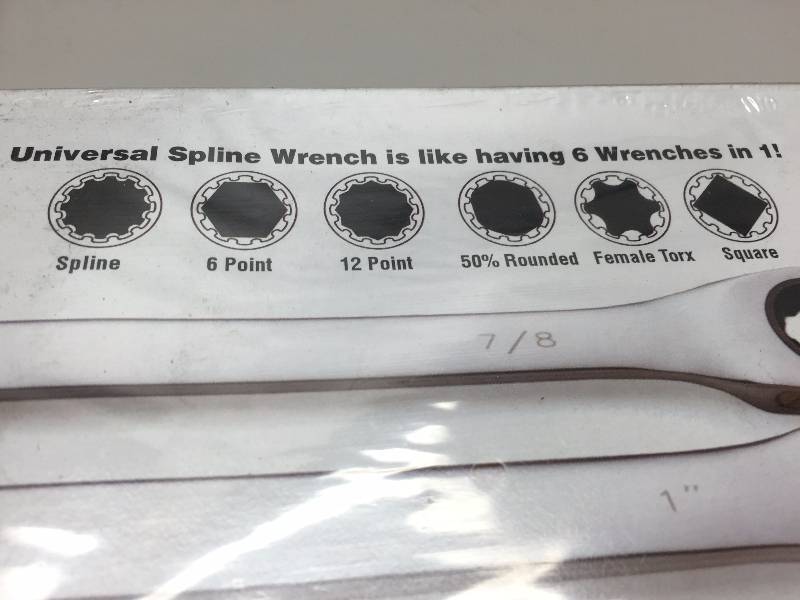 Universal Spline Wrench is like having 6 Wrenches in 1!
Spline 6 Point 12 Point 50% Rounded Female Torx Square
7/8
1"